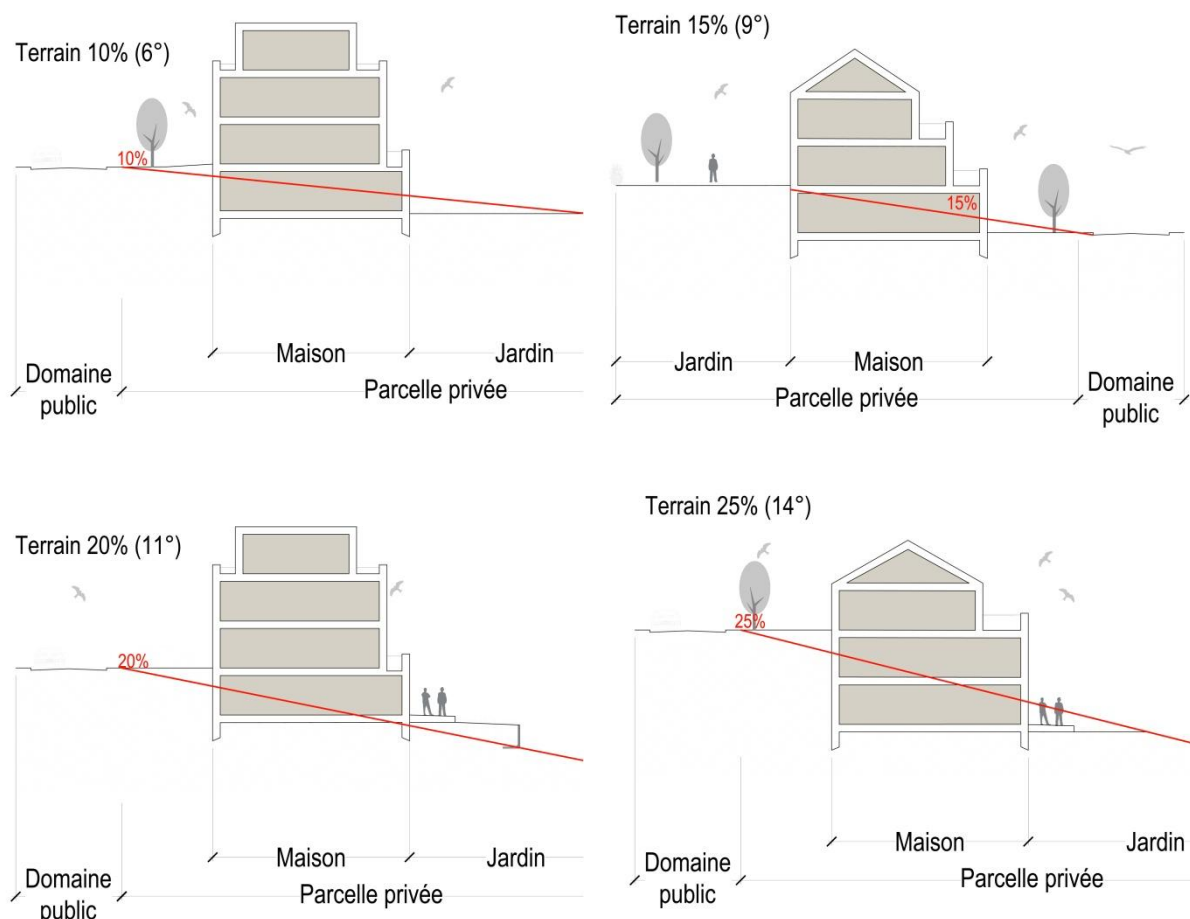 Terrain 10% (6°)
10%
Maison
Jardin
Domaine
public
Parcelle privée
Terrain 15% (9°)
15%
Jardin
Maison
Parcelle privée
Domaine
public
Terrain 20% (11°)
20%
Maison
Jardin
Domaine
public
Parcelle privée
Terrain 25% (14°)
25%
Maison
Jardin
Domaine
public
Parcelle privée